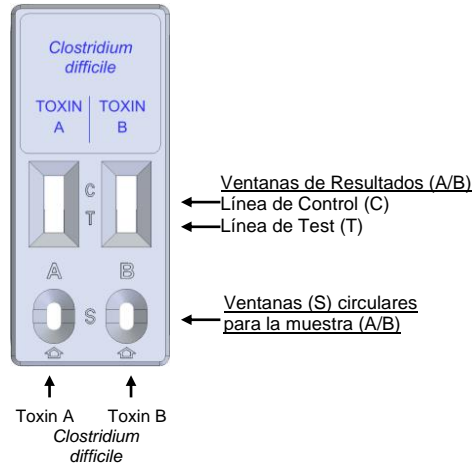 Clostridium
difficile
TOXIN
A
TOXIN
B
C
T
A
B
S
Ventanas de Resultados (A/B)
Línea de Control (C)
Línea de Test (T)
Ventanas (S) circulares
para la muestra (A/B)
Toxin A
Toxin B
Clostridium
difficile